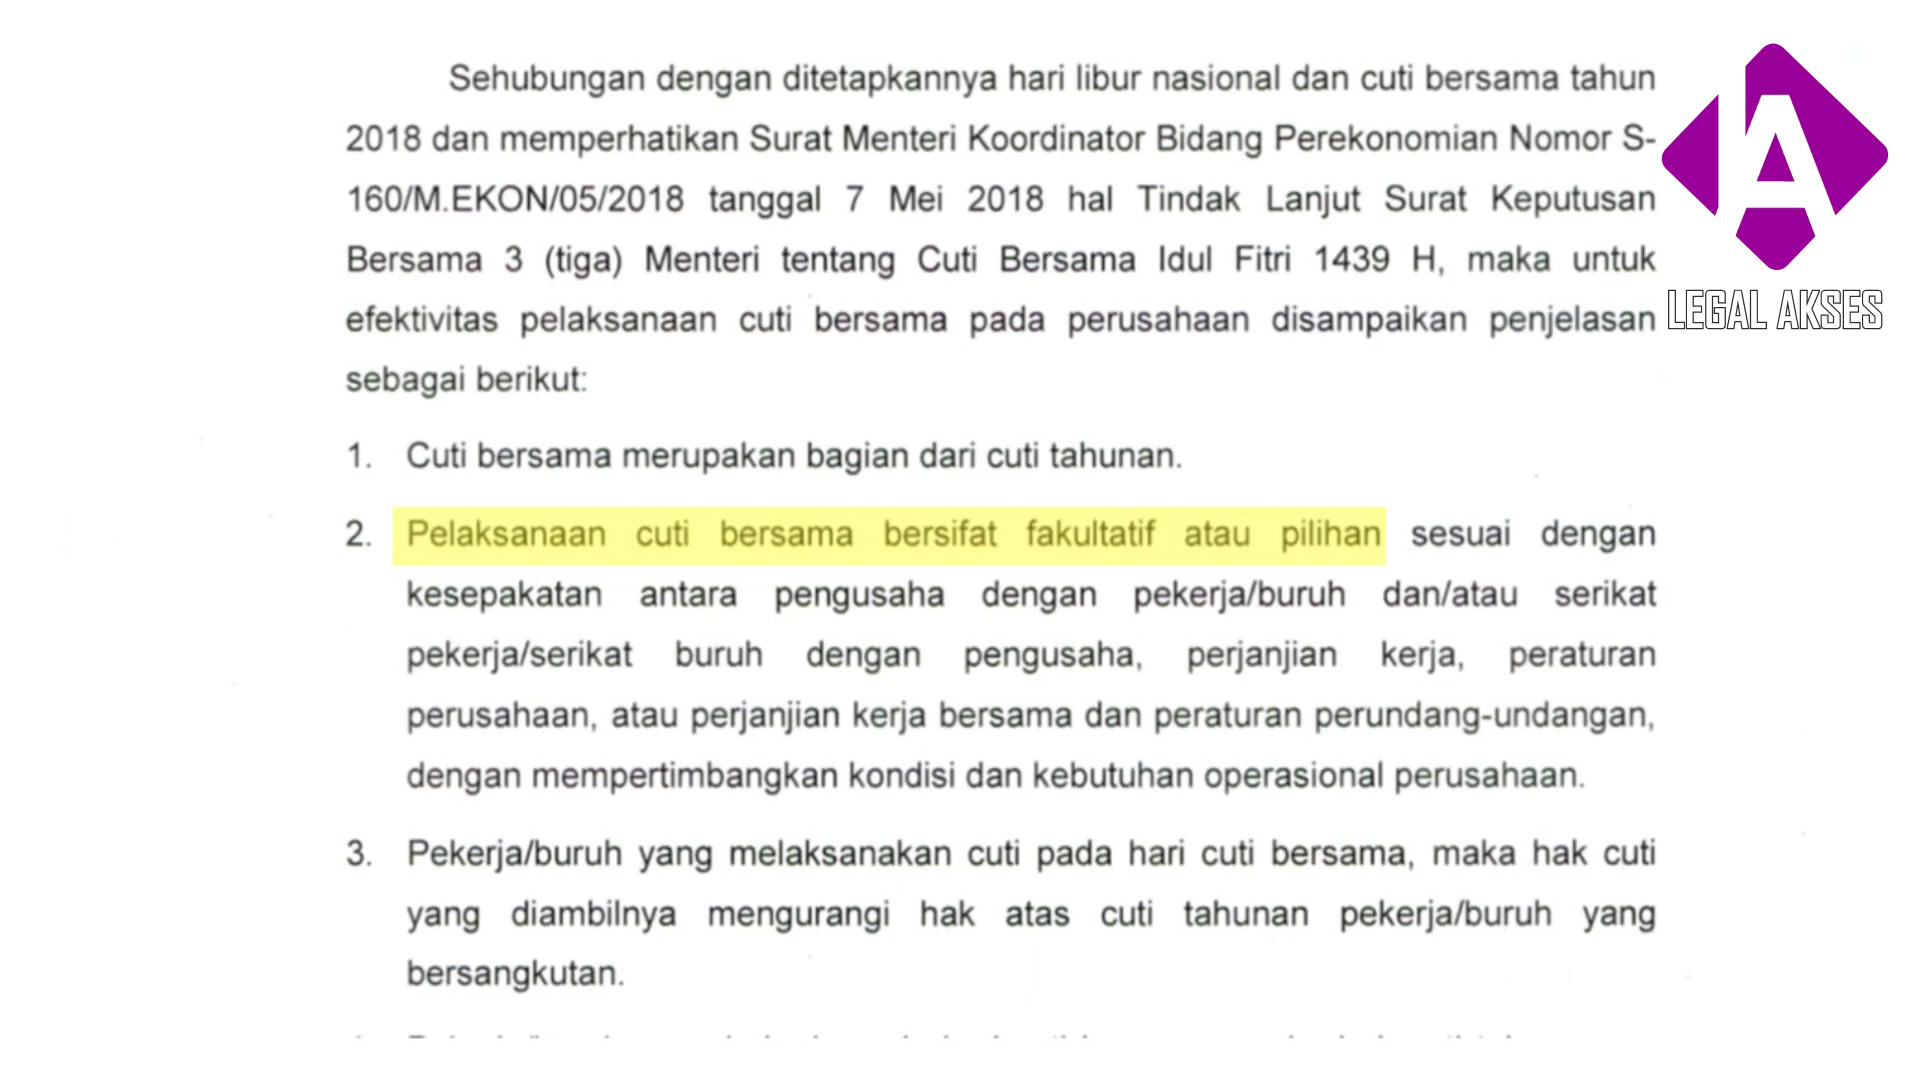 Sehubungan dengan ditetapkannya hari libur nasional dan cuti bersama tahun
2018 dan memperhatikan Surat Menteri Koordinator Bidang Perekonomian Nomor S-
160/M.EKON/05/2018 tanggal 7 Mei 2018 hal Tindak Lanjut Surat Keputusan
Bersama 3 (tiga) Menteri tentang Cuti Bersama Idul Fitri 1439 H, maka untuk
efektivitas pelaksanaan cuti bersama pada perusahaan disampaikan penjelasan
sebagai berikut:
1. Cuti bersama merupakan bagian dari cuti tahunan.
2. Pelaksanaan cuti bersama bersifat fakultatif atau pilihan sesuai dengan
kesepakatan antara pengusaha dengan pekerja/buruh dan/atau serikat
pekerja/serikat buruh dengan pengusaha, perjanjian kerja, peraturan
perusahaan, atau perjanjian kerja bersama dan peraturan perundang-undangan,
dengan mempertimbangkan kondisi dan kebutuhan operasional perusahaan.
3. Pekerja/buruh yang melaksanakan cuti pada hari cuti bersama, maka hak cuti
yang diambilnya mengurangi hak atas cuti tahunan pekerja/buruh yang
bersangkutan.
A
LEGAL AKSES